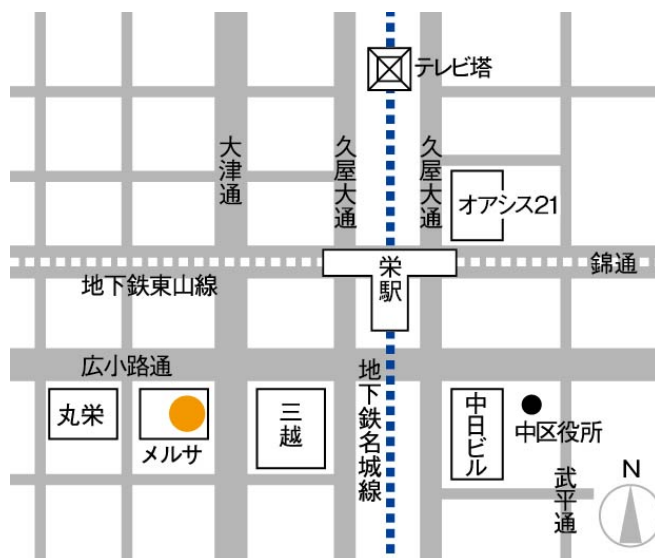 テレビ塔
大津通
久屋大通
久屋大通
オアシス21
栄駅
錦通
地下鉄東山線
広小路通
地下鉄名城線
丸栄
メルサ
三越
中日ビル
中区役所
武平通
N